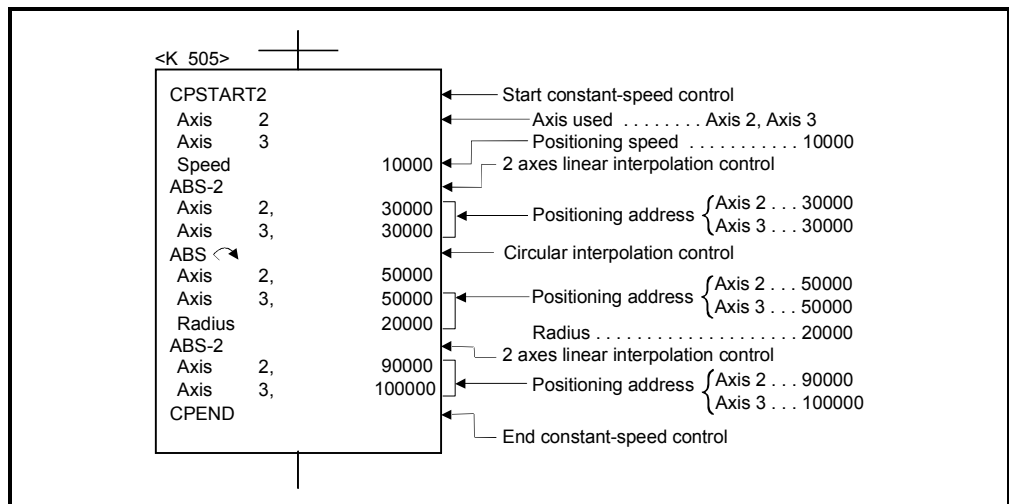 <K 505>
CPSTART2 Start constant-speed control
Axis 2 Axis used . . . . . . . . Axis 2, Axis 3
Axis 3 Positioning speed . . . . . . . . . . . 10000
Speed 10000 2 axes linear interpolation control
ABS-2
Axis 2, 30000 Positioning address Axis 2 . . . 30000
Axis 3, 30000 Axis 3 . . . 30000
ABS Circular interpolation control
Axis 2, 50000 Positioning address Axis 2 . . . 50000
Axis 3, 50000 Axis 3 . . . 50000
Radius 20000 Radius . . . . . . . . . . . . . . . . . . . . . 20000
ABS-2 2 axes linear interpolation control
Axis 2, 90000 Positioning address Axis 2 . . . 90000
Axis 3, 100000 Axis 3 . . . 100000
CPEND
End constant-speed control